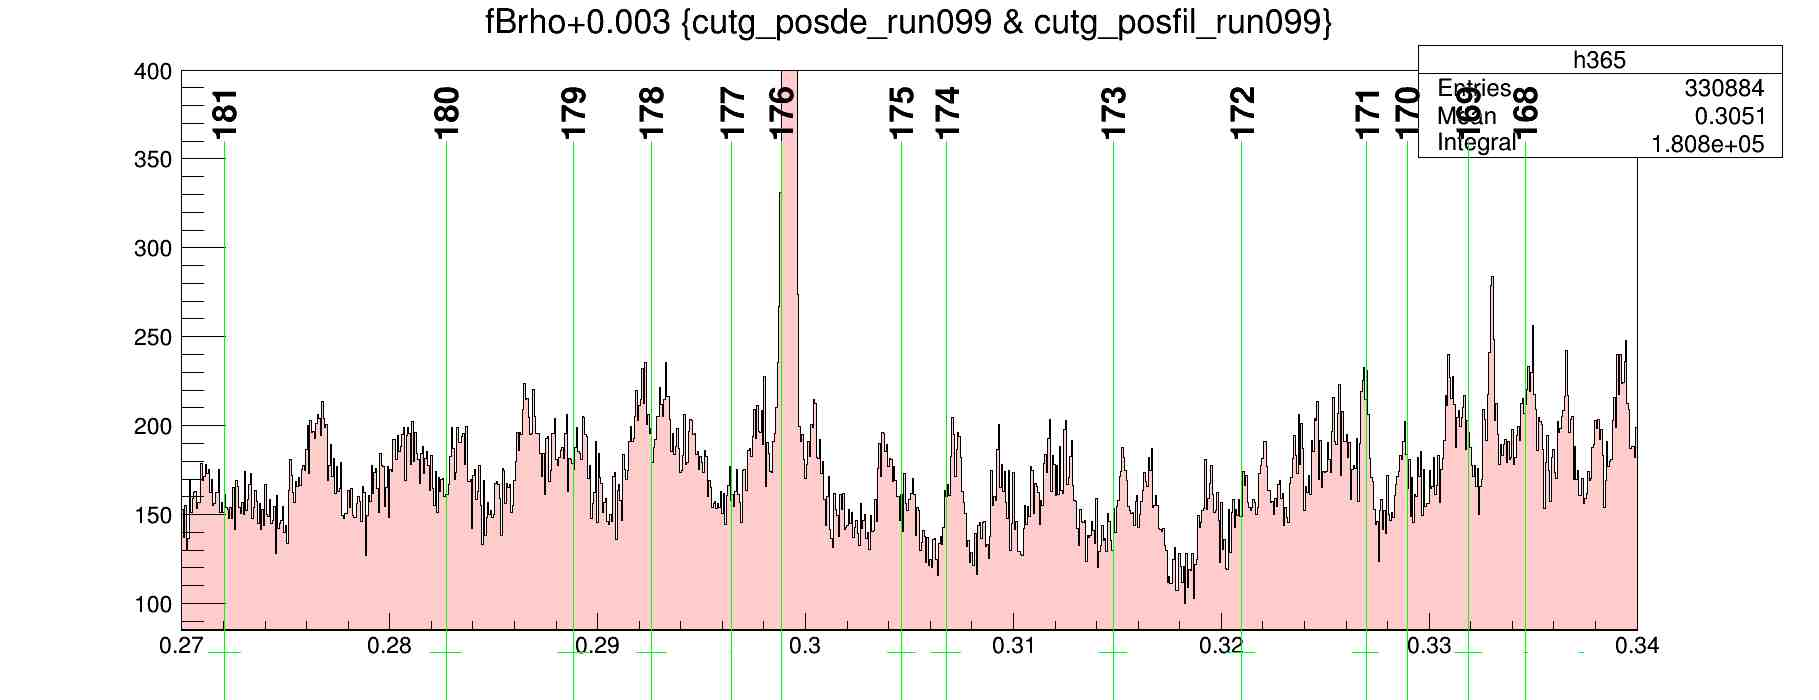 fBrho+0.003 {cutg_posde_run099 & cutg_posfil_run099}
h365
Entries 330884
Mean 0.3051
Integral 1.808e+05
181 180 179 178 177 176 175 174 173 172 171 170 169 168
400
350
300
250
200
150
100
0.27 0.28 0.29 0.3 0.31 0.32 0.33 0.34